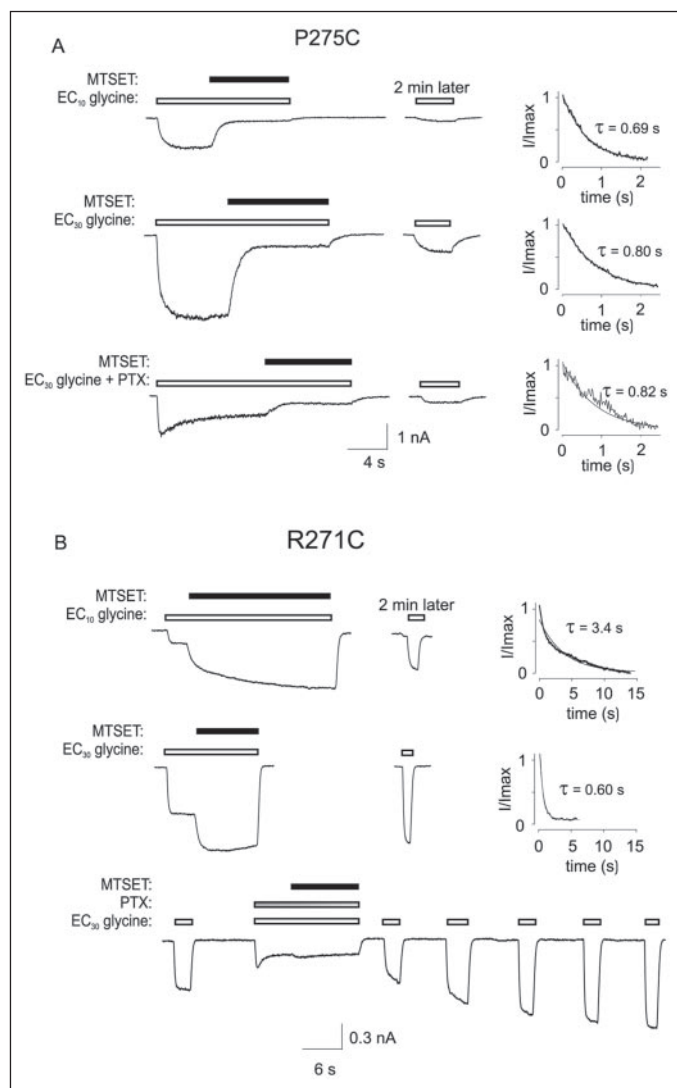 A
P275C
MTSET:
EC₁₀ glycine:
2 min later
I/Imax
1
0
τ = 0.69 s
0 1 2
time (s)
MTSET:
EC₃₀ glycine:
I/Imax
1
0
τ = 0.80 s
0 1 2
time (s)
MTSET:
EC₃₀ glycine + PTX:
I/Imax
1
0
τ = 0.82 s
0 1 2
time (s)
1 nA
4 s
B
R271C
MTSET:
EC₁₀ glycine:
2 min later
I/Imax
1
0
τ = 3.4 s
0 5 10 15
time (s)
MTSET:
EC₃₀ glycine:
I/Imax
1
0
τ = 0.60 s
0 5 10 15
time (s)
MTSET:
PTX:
EC₃₀ glycine:
0.3 nA
6 s